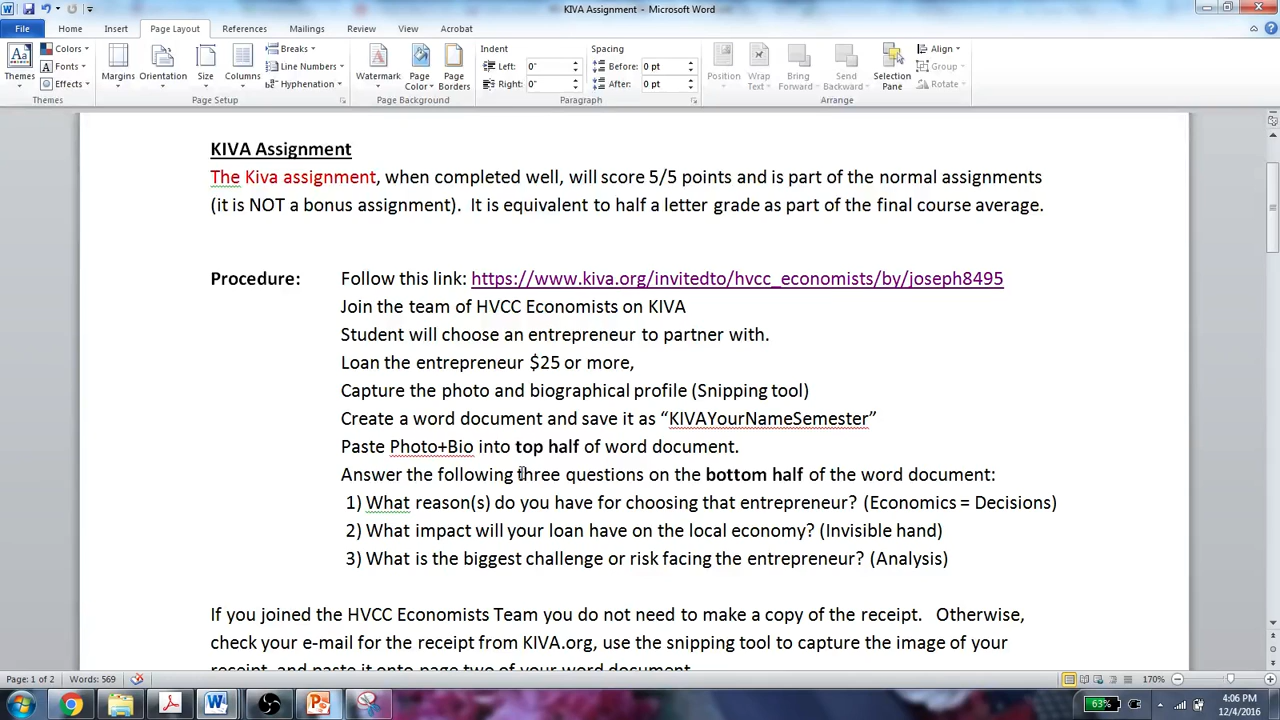 KIVA Assignment - Microsoft Word
File Home Insert Page Layout References Mailings Review View Acrobat
Themes Colors Fonts Effects Margins Orientation Size Columns Breaks Line Numbers Hyphenation Watermark Page Color Page Borders Indent Left: 0" Right: 0" Spacing Before: 0 pt After: 0 pt Position Wrap Text Bring Forward Send Backward Selection Pane Align Group Rotate
Themes Page Setup Page Background Paragraph Arrange
KIVA Assignment
The Kiva assignment, when completed well, will score 5/5 points and is part of the normal assignments
(it is NOT a bonus assignment).  It is equivalent to half a letter grade as part of the final course average.
Procedure: Follow this link: https://www.kiva.org/invitedto/hvcc_economists/by/joseph8495
Join the team of HVCC Economists on KIVA
Student will choose an entrepreneur to partner with.
Loan the entrepreneur $25 or more,
Capture the photo and biographical profile (Snipping tool)
Create a word document and save it as “KIVAYourNameSemester”
Paste Photo+Bio into top half of word document.
Answer the following three questions on the bottom half of the word document:
1) What reason(s) do you have for choosing that entrepreneur? (Economics = Decisions)
2) What impact will your loan have on the local economy? (Invisible hand)
3) What is the biggest challenge or risk facing the entrepreneur? (Analysis)
If you joined the HVCC Economists Team you do not need to make a copy of the receipt.   Otherwise,
check your e-mail for the receipt from KIVA.org, use the snipping tool to capture the image of your
receipt, and paste it onto page two of your word document.
Page: 1 of 2 Words: 569 170%
63% 4:06 PM
12/4/2016